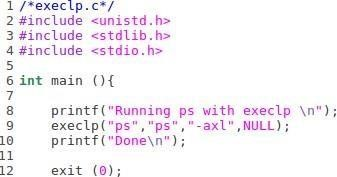 1 /*execlp.c*/
2 #include <unistd.h>
3 #include <stdlib.h>
4 #include <stdio.h>
5
6 int main (){
7
8     printf("Running ps with execlp \n");
9     execlp("ps","ps","-axl",NULL);
10     printf("Done\n");
11
12     exit (0);